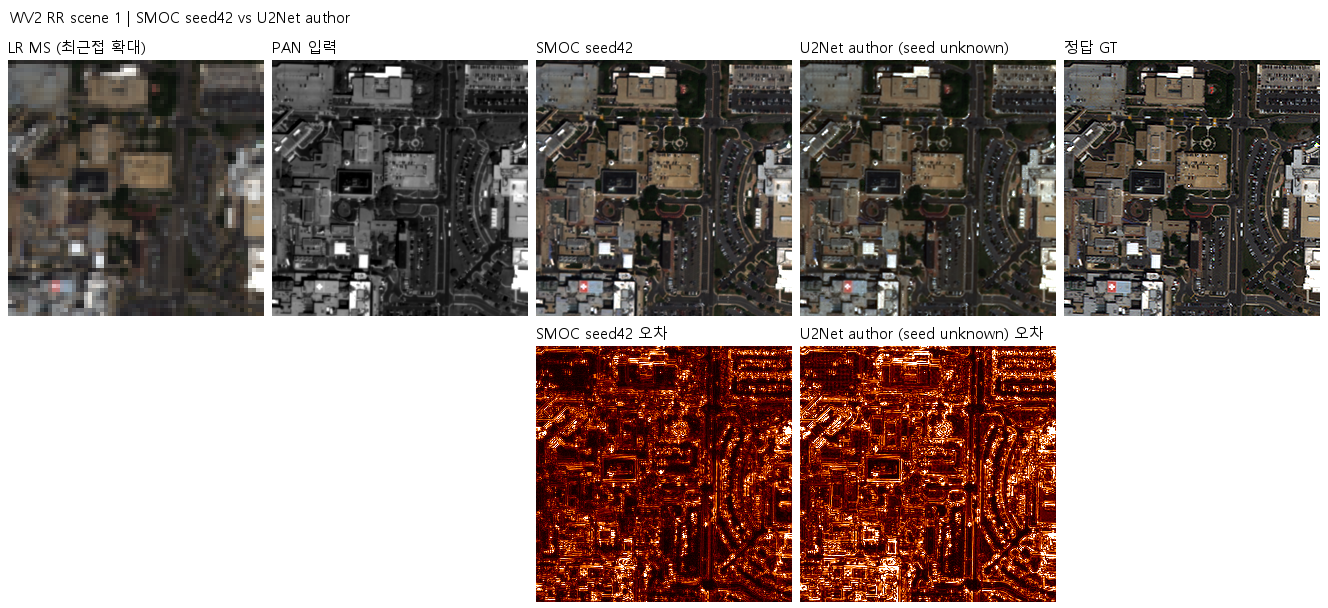 WV2 RR scene 1 | SMOC seed42 vs U2Net author
LR MS (최근접 확대)
PAN 입력
SMOC seed42
U2Net author (seed unknown)
정답 GT
SMOC seed42 오차
U2Net author (seed unknown) 오차